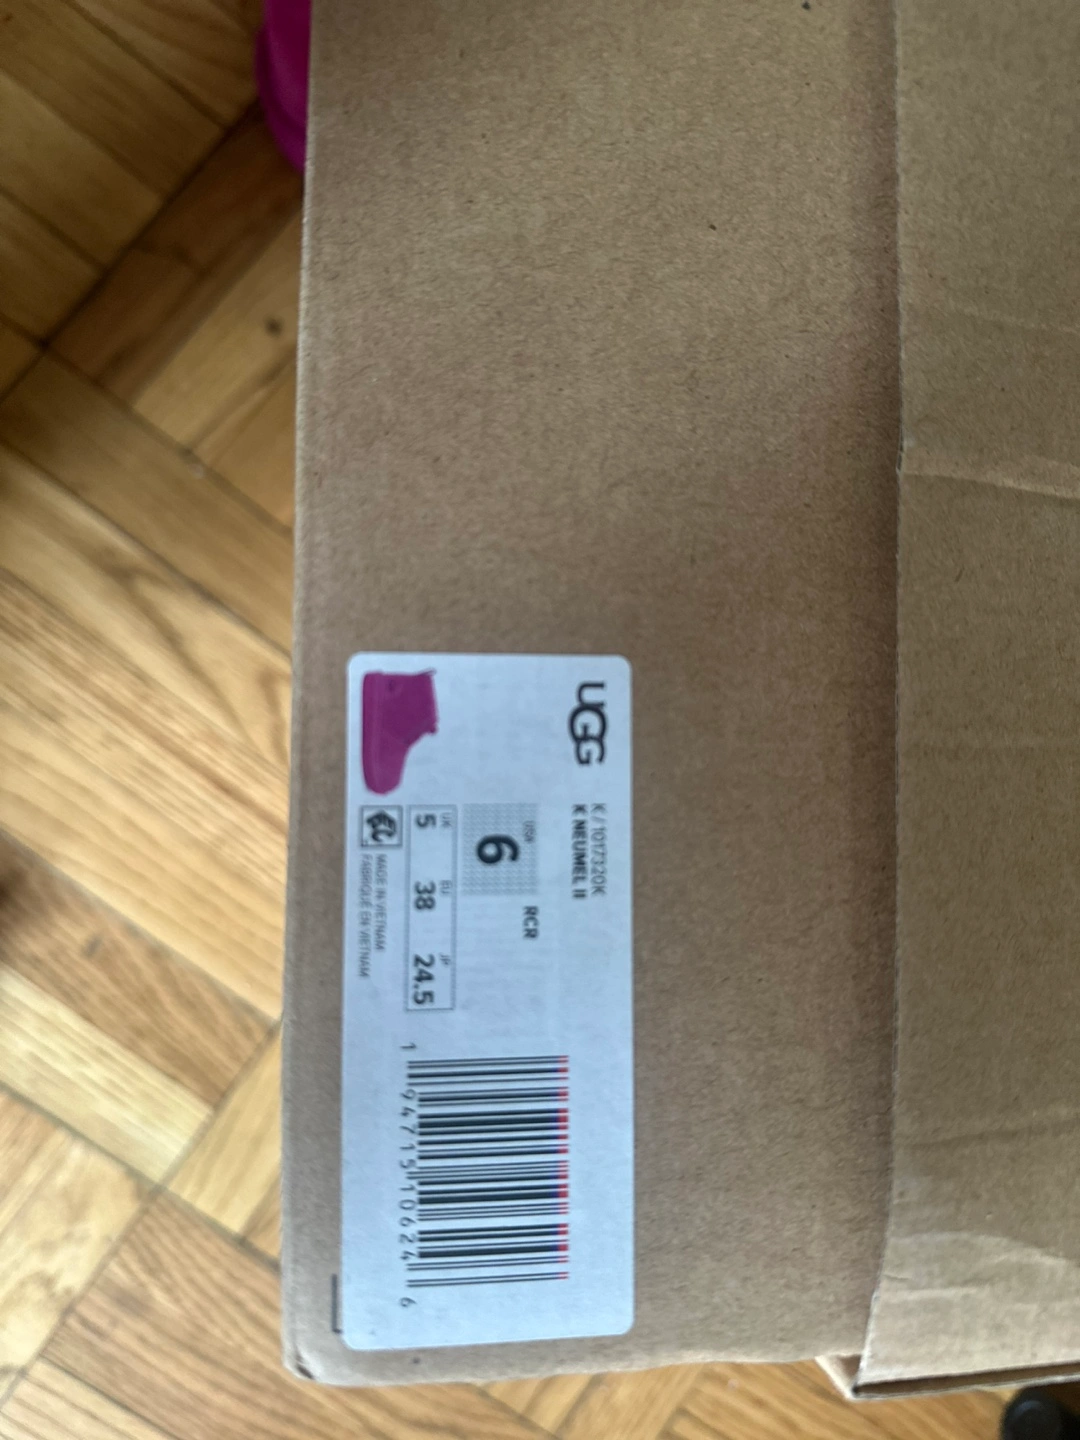 UGG
K / 1017320K
K NEUMEL II
USK
6
RCR
UK EU JP
5 38 24.5
MADE IN VIETNAM
FABRIQUÉ EN VIETNAM
1 94715 10624 6